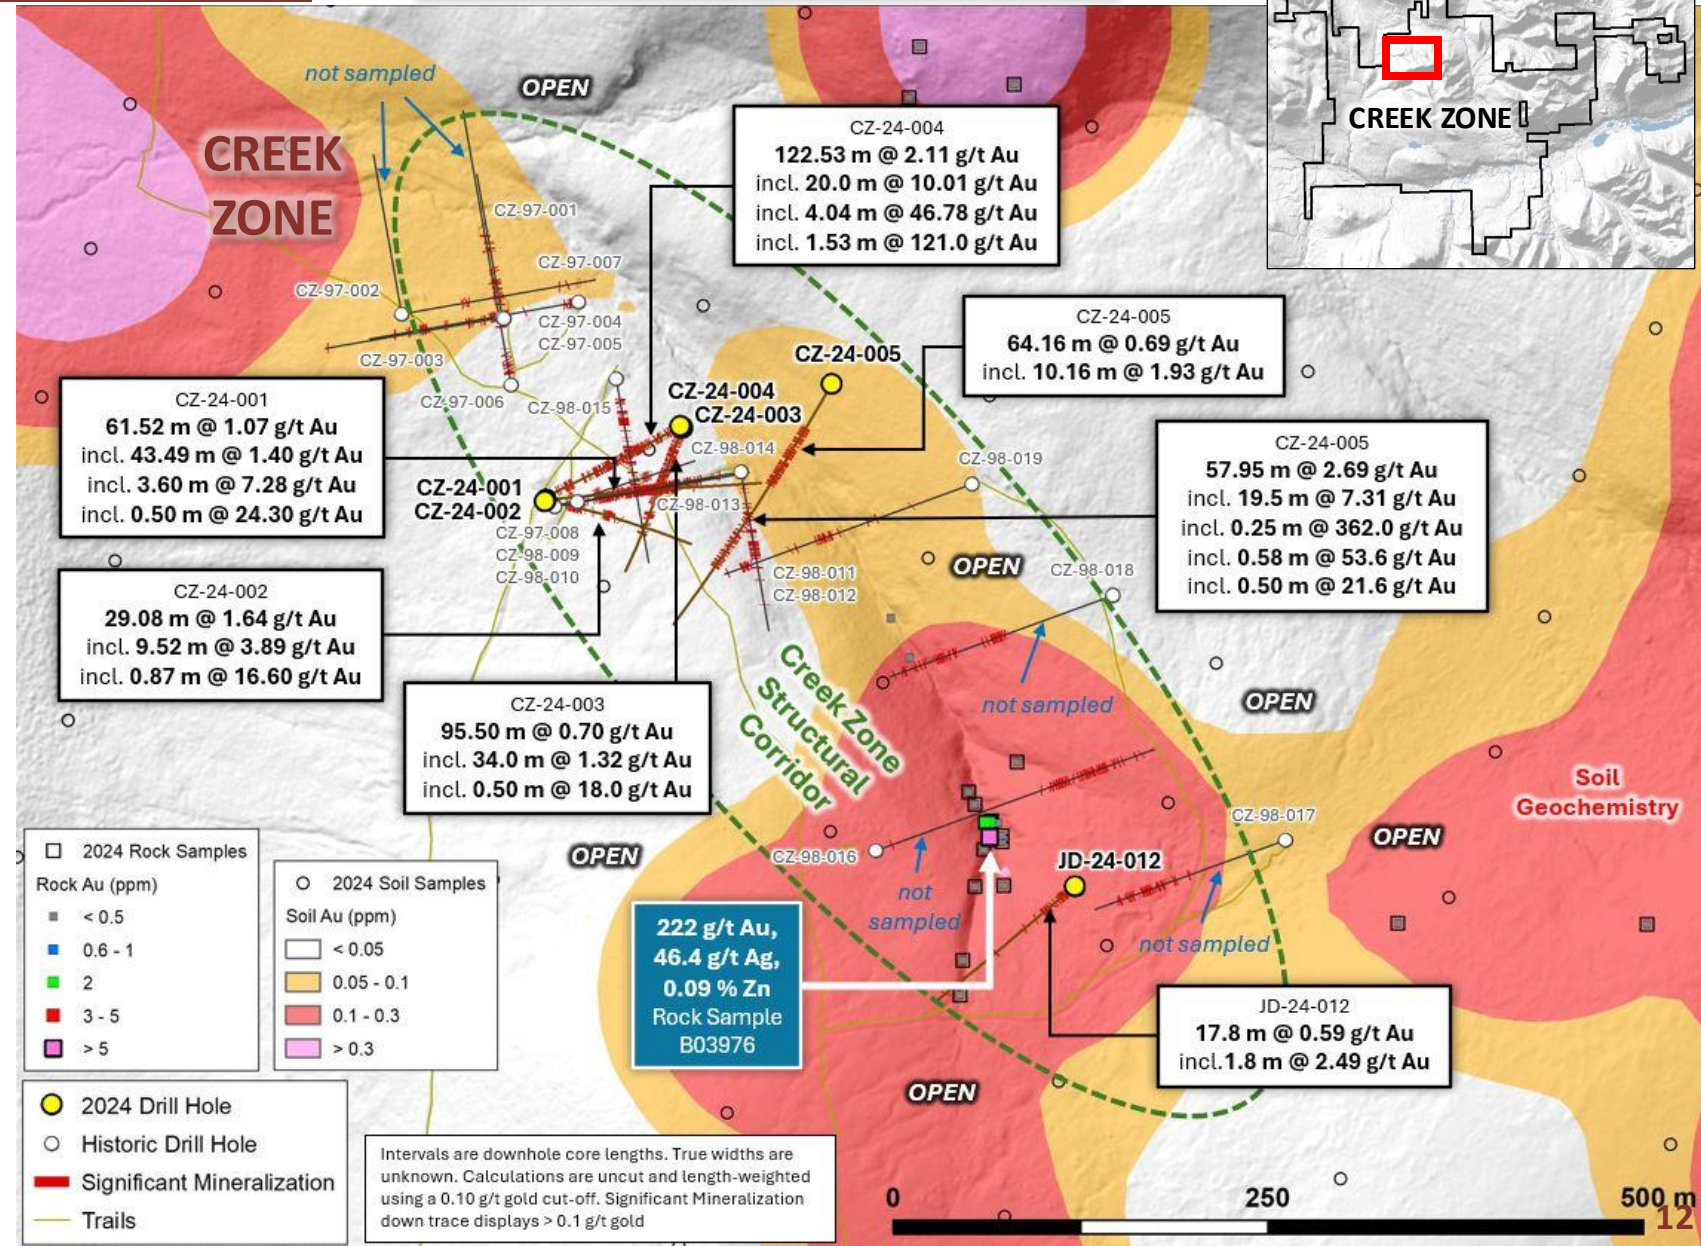 not sampled
OPEN
CREEK
ZONE
CREEK ZONE
CZ-24-004
122.53 m @ 2.11 g/t Au
incl. 20.0 m @ 10.01 g/t Au
incl. 4.04 m @ 46.78 g/t Au
incl. 1.53 m @ 121.0 g/t Au
CZ-97-001
CZ-97-007
CZ-97-002
CZ-97-004
CZ-97-005
CZ-97-003
CZ-97-006
CZ-98-015
CZ-24-005
64.16 m @ 0.69 g/t Au
incl. 10.16 m @ 1.93 g/t Au
CZ-24-005
CZ-24-004
CZ-24-003
CZ-98-014
CZ-98-019
CZ-24-001
61.52 m @ 1.07 g/t Au
incl. 43.49 m @ 1.40 g/t Au
incl. 3.60 m @ 7.28 g/t Au
incl. 0.50 m @ 24.30 g/t Au
CZ-24-001
CZ-24-002
CZ-98-013
CZ-97-008
CZ-98-009
CZ-98-010
CZ-98-011
CZ-98-012
OPEN
CZ-98-018
CZ-24-005
57.95 m @ 2.69 g/t Au
incl. 19.5 m @ 7.31 g/t Au
incl. 0.25 m @ 362.0 g/t Au
incl. 0.58 m @ 53.6 g/t Au
incl. 0.50 m @ 21.6 g/t Au
CZ-24-002
29.08 m @ 1.64 g/t Au
incl. 9.52 m @ 3.89 g/t Au
incl. 0.87 m @ 16.60 g/t Au
CZ-24-003
95.50 m @ 0.70 g/t Au
incl. 34.0 m @ 1.32 g/t Au
incl. 0.50 m @ 18.0 g/t Au
Creek Zone
Structural
Corridor
not sampled
OPEN
Soil
Geochemistry
CZ-98-017
OPEN
OPEN
CZ-98-016
JD-24-012
not
sampled
not sampled
222 g/t Au,
46.4 g/t Ag,
0.09 % Zn
Rock Sample
B03976
JD-24-012
17.8 m @ 0.59 g/t Au
incl.1.8 m @ 2.49 g/t Au
OPEN
2024 Rock Samples
Rock Au (ppm)
< 0.5
0.6 - 1
2
3 - 5
> 5
2024 Soil Samples
Soil Au (ppm)
< 0.05
0.05 - 0.1
0.1 - 0.3
> 0.3
2024 Drill Hole
Historic Drill Hole
Significant Mineralization
Trails
Intervals are downhole core lengths. True widths are
unknown. Calculations are uncut and length-weighted
using a 0.10 g/t gold cut-off. Significant Mineralization
down trace displays > 0.1 g/t gold
0 250 500 m
12